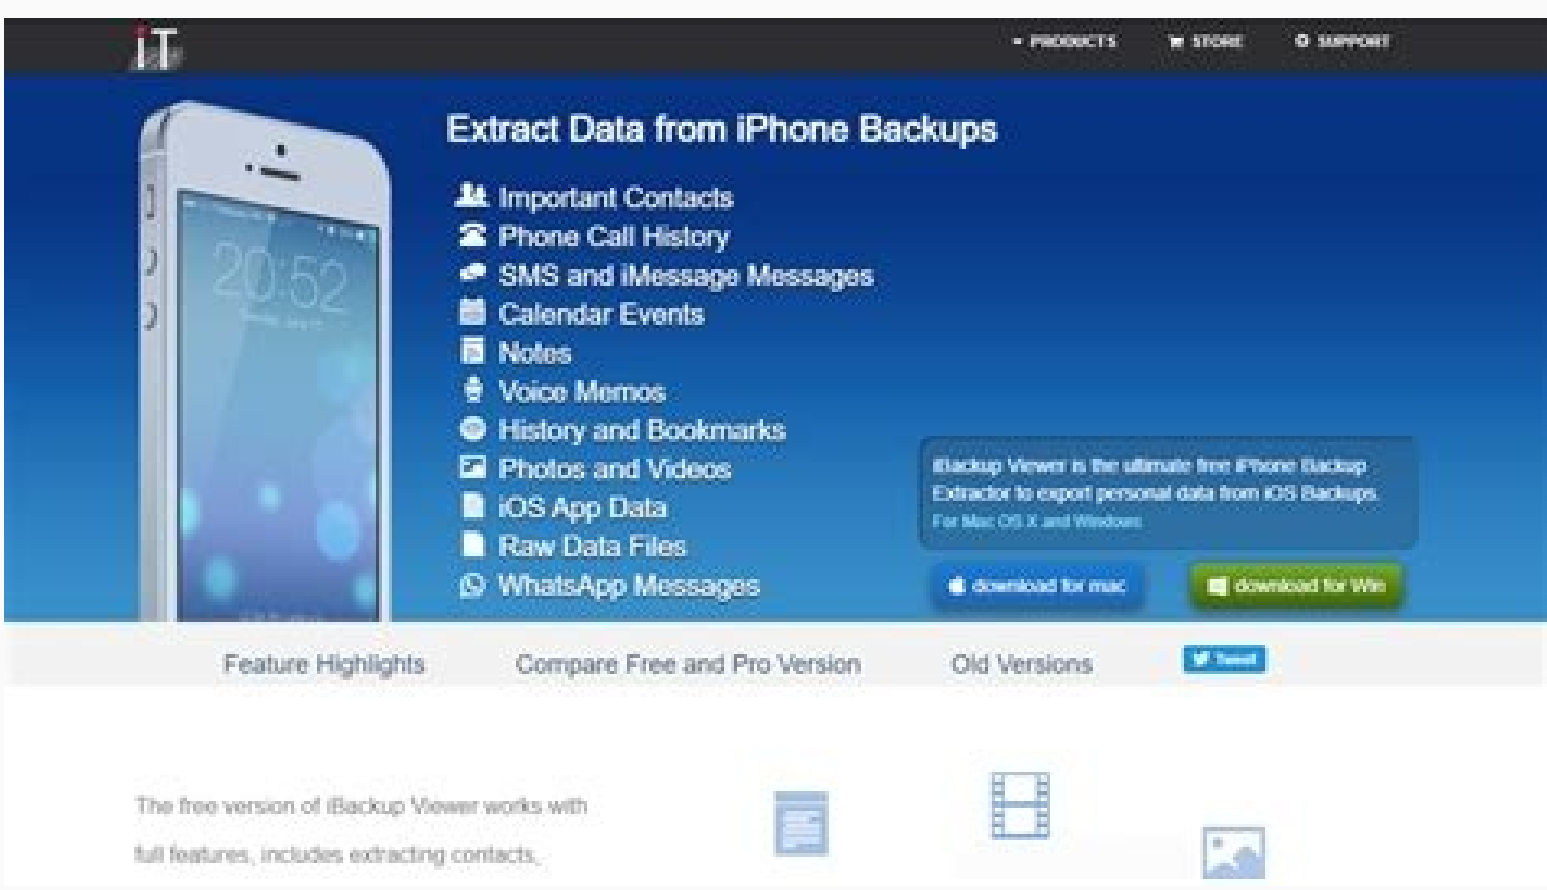 iT
PRODUCTS
STORE
SUPPORT
Extract Data from iPhone Backups
Important Contacts
Phone Call History
SMS and iMessage Messages
Calendar Events
Notes
Voice Memos
History and Bookmarks
Photos and Videos
iOS App Data
Raw Data Files
WhatsApp Messages
20:52
iBackup Viewer is the ultimate free iPhone Backup
Extractor to export personal data from iOS Backups.
For Mac OS X and Windows
download for mac
download for Win
Feature Highlights
Compare Free and Pro Version
Old Versions
Tweet
The free version of iBackup Viewer works with
full features, includes extracting contacts,